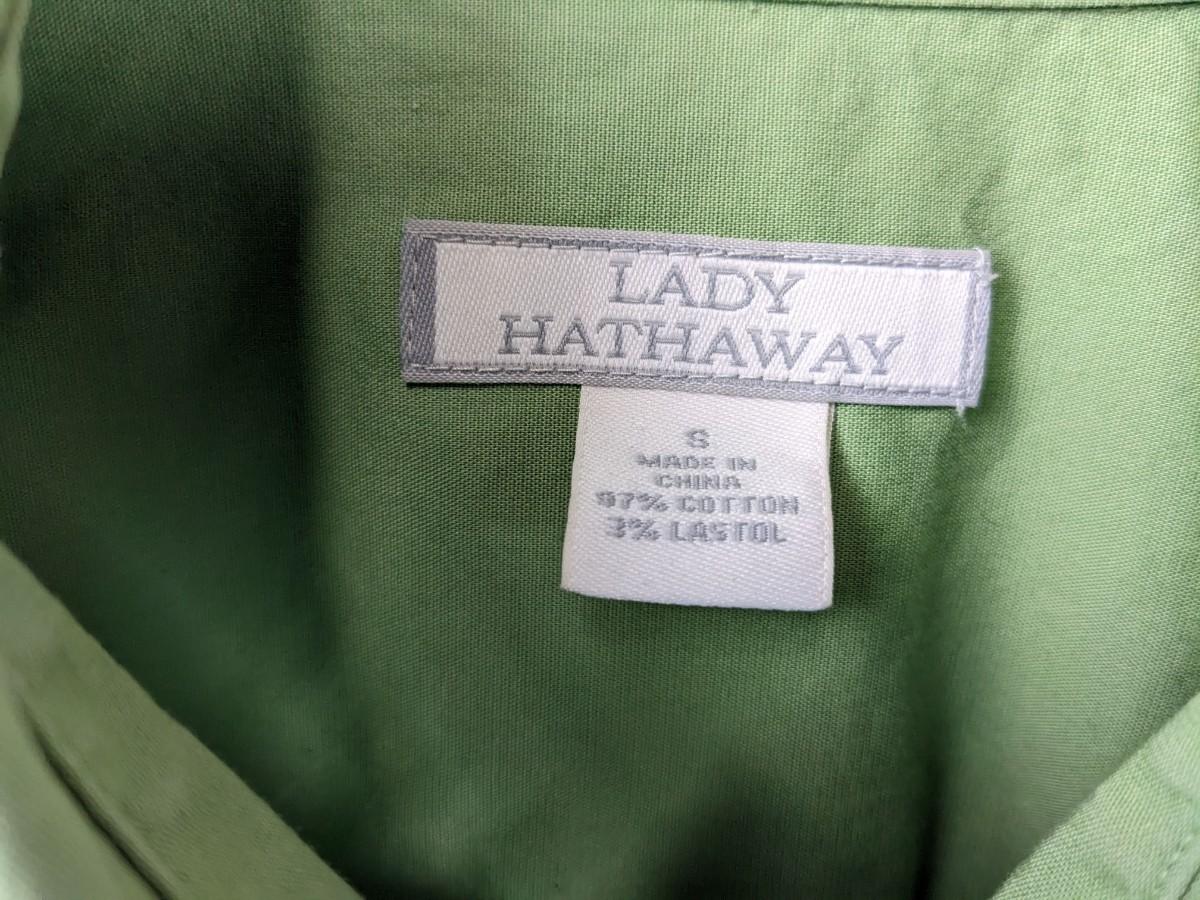 LADY
HATHAWAY
S
MADE IN
CHINA
97% COTTON
3% LASTOL